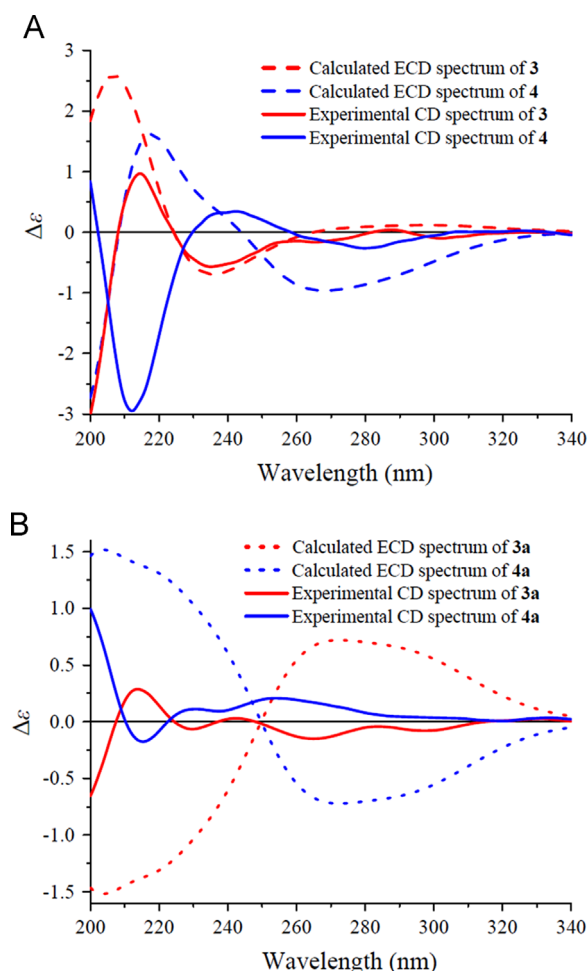 A
3
2
1
0
-1
-2
-3
Δε
Calculated ECD spectrum of 3
Calculated ECD spectrum of 4
Experimental CD spectrum of 3
Experimental CD spectrum of 4
200 220 240 260 280 300 320 340
Wavelength (nm)
B
1.5
1.0
0.5
0.0
-0.5
-1.0
-1.5
Δε
Calculated ECD spectrum of 3a
Calculated ECD spectrum of 4a
Experimental CD spectrum of 3a
Experimental CD spectrum of 4a
200 220 240 260 280 300 320 340
Wavelength (nm)